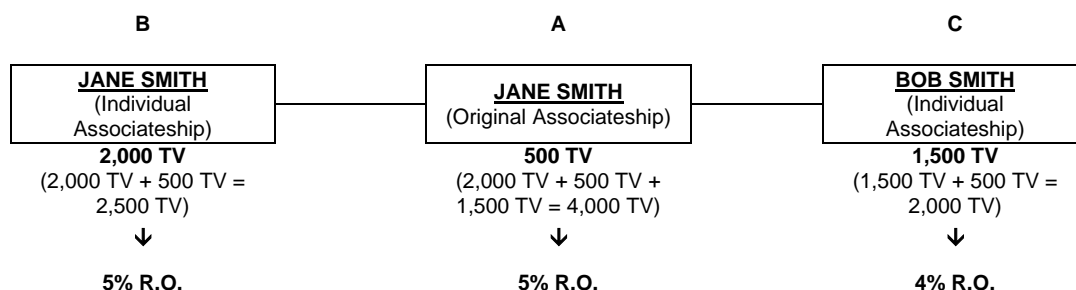 B
A
C
JANE SMITH
(Individual
Associateship)
2,000 TV
(2,000 TV + 500 TV =
2,500 TV)
↓
5% R.O.
JANE SMITH
(Original Associateship)
500 TV
(2,000 TV + 500 TV +
1,500 TV = 4,000 TV)
↓
5% R.O.
BOB SMITH
(Individual
Associateship)
1,500 TV
(1,500 TV + 500 TV =
2,000 TV)
↓
4% R.O.